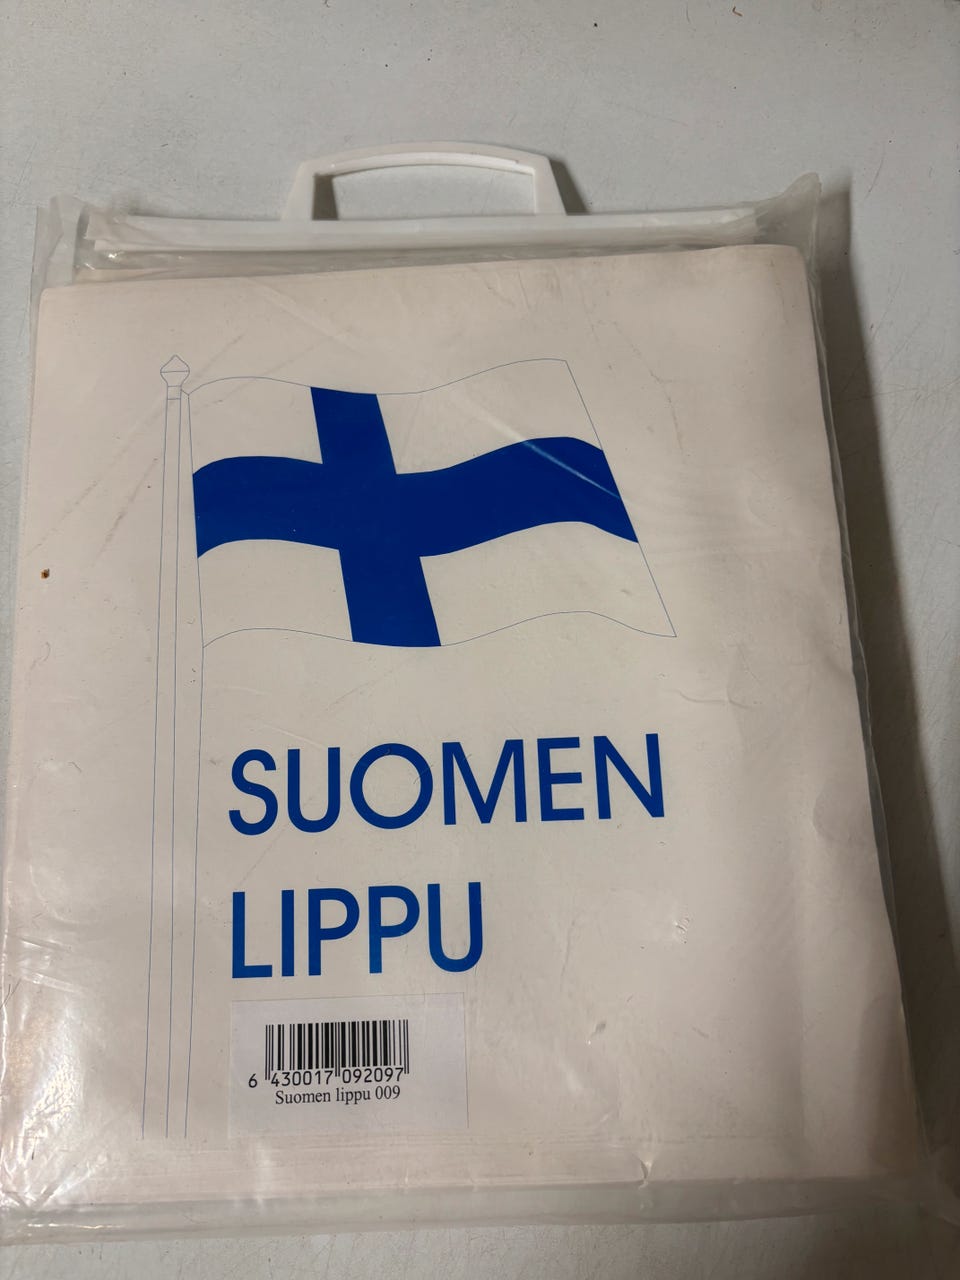 SUOMEN
LIPPU
6 430017 092097
Suomen lippu 009